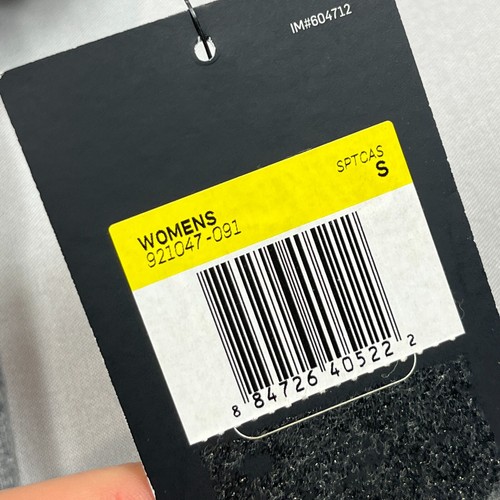 IM#604712
SPTCAS
S
WOMENS
921047-091
8 84726 40522 2